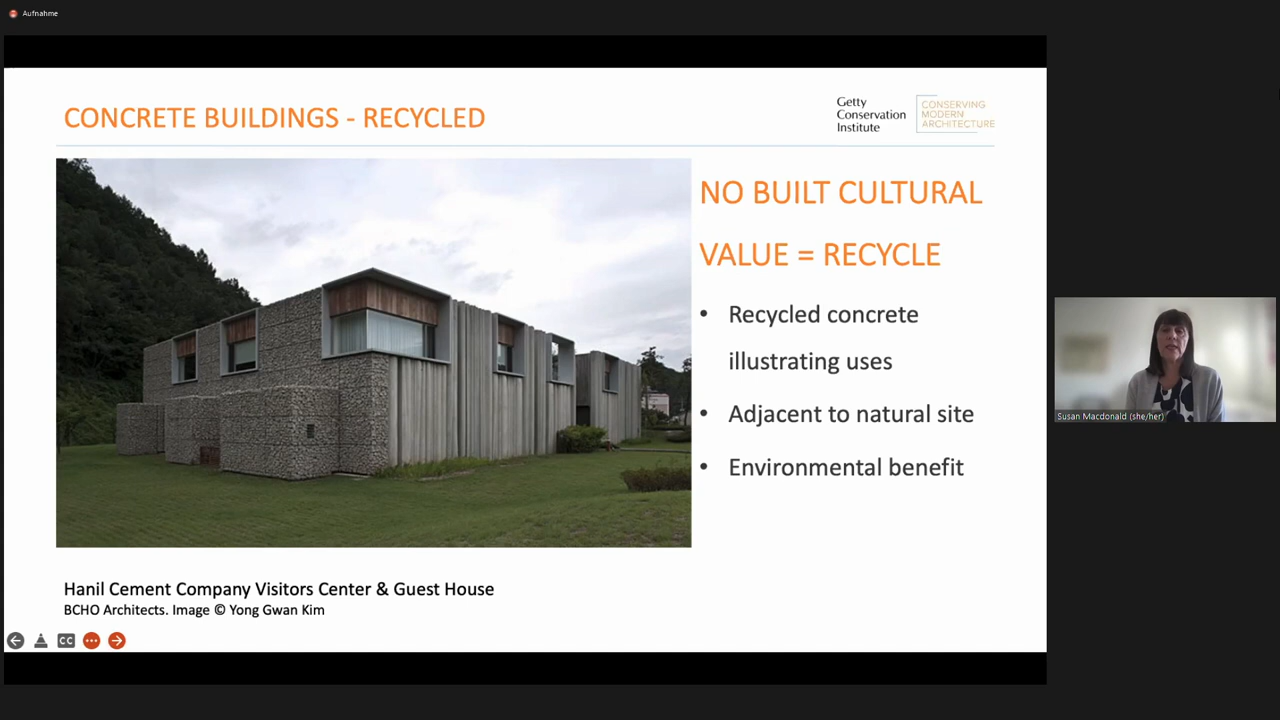 Aufnahme
CONCRETE BUILDINGS - RECYCLED
Getty
Conservation
Institute
CONSERVING
MODERN
ARCHITECTURE
NO BUILT CULTURAL
VALUE = RECYCLE
• Recycled concrete
illustrating uses
• Adjacent to natural site
• Environmental benefit
Susan Macdonald (she/her)
Hanil Cement Company Visitors Center & Guest House
BCHO Architects. Image © Yong Gwan Kim
CC